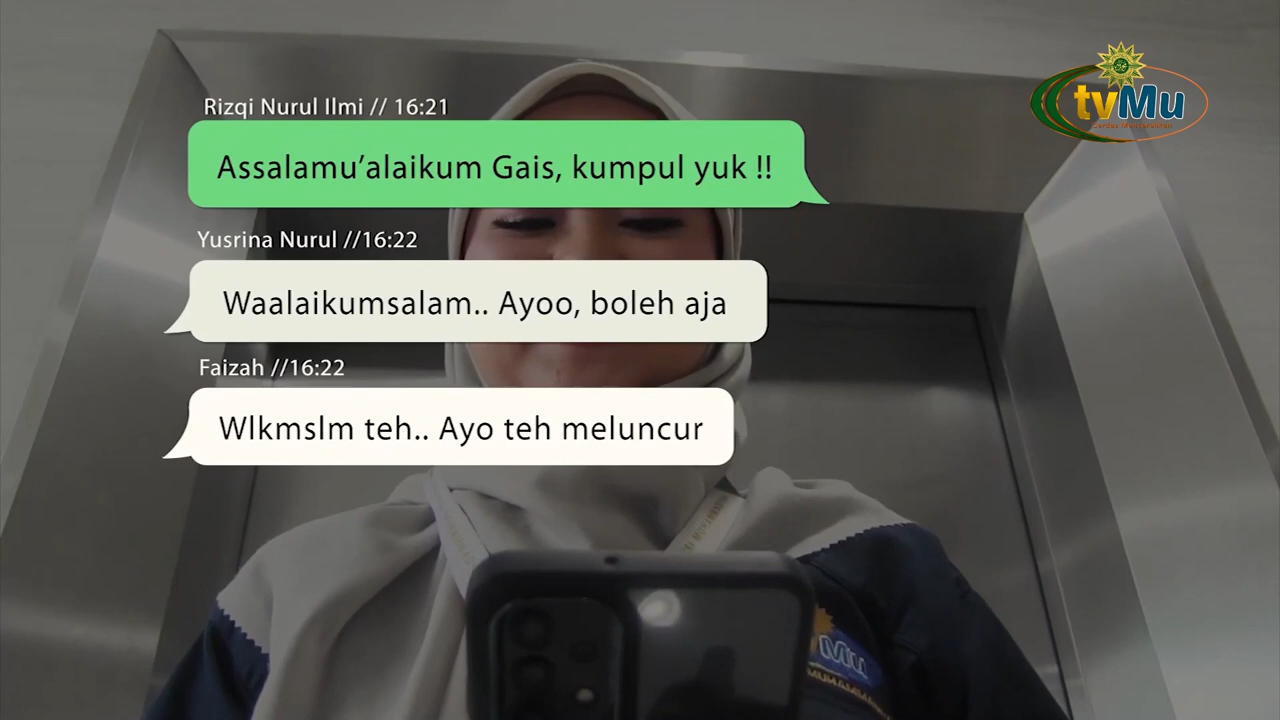 tvMu
Rizqi Nurul Ilmi // 16:21
Assalamu’alaikum Gais, kumpul yuk !!
Yusrina Nurul //16:22
Waalaikumsalam.. Ayoo, boleh aja
Faizah //16:22
Wlkmslm teh.. Ayo teh meluncur